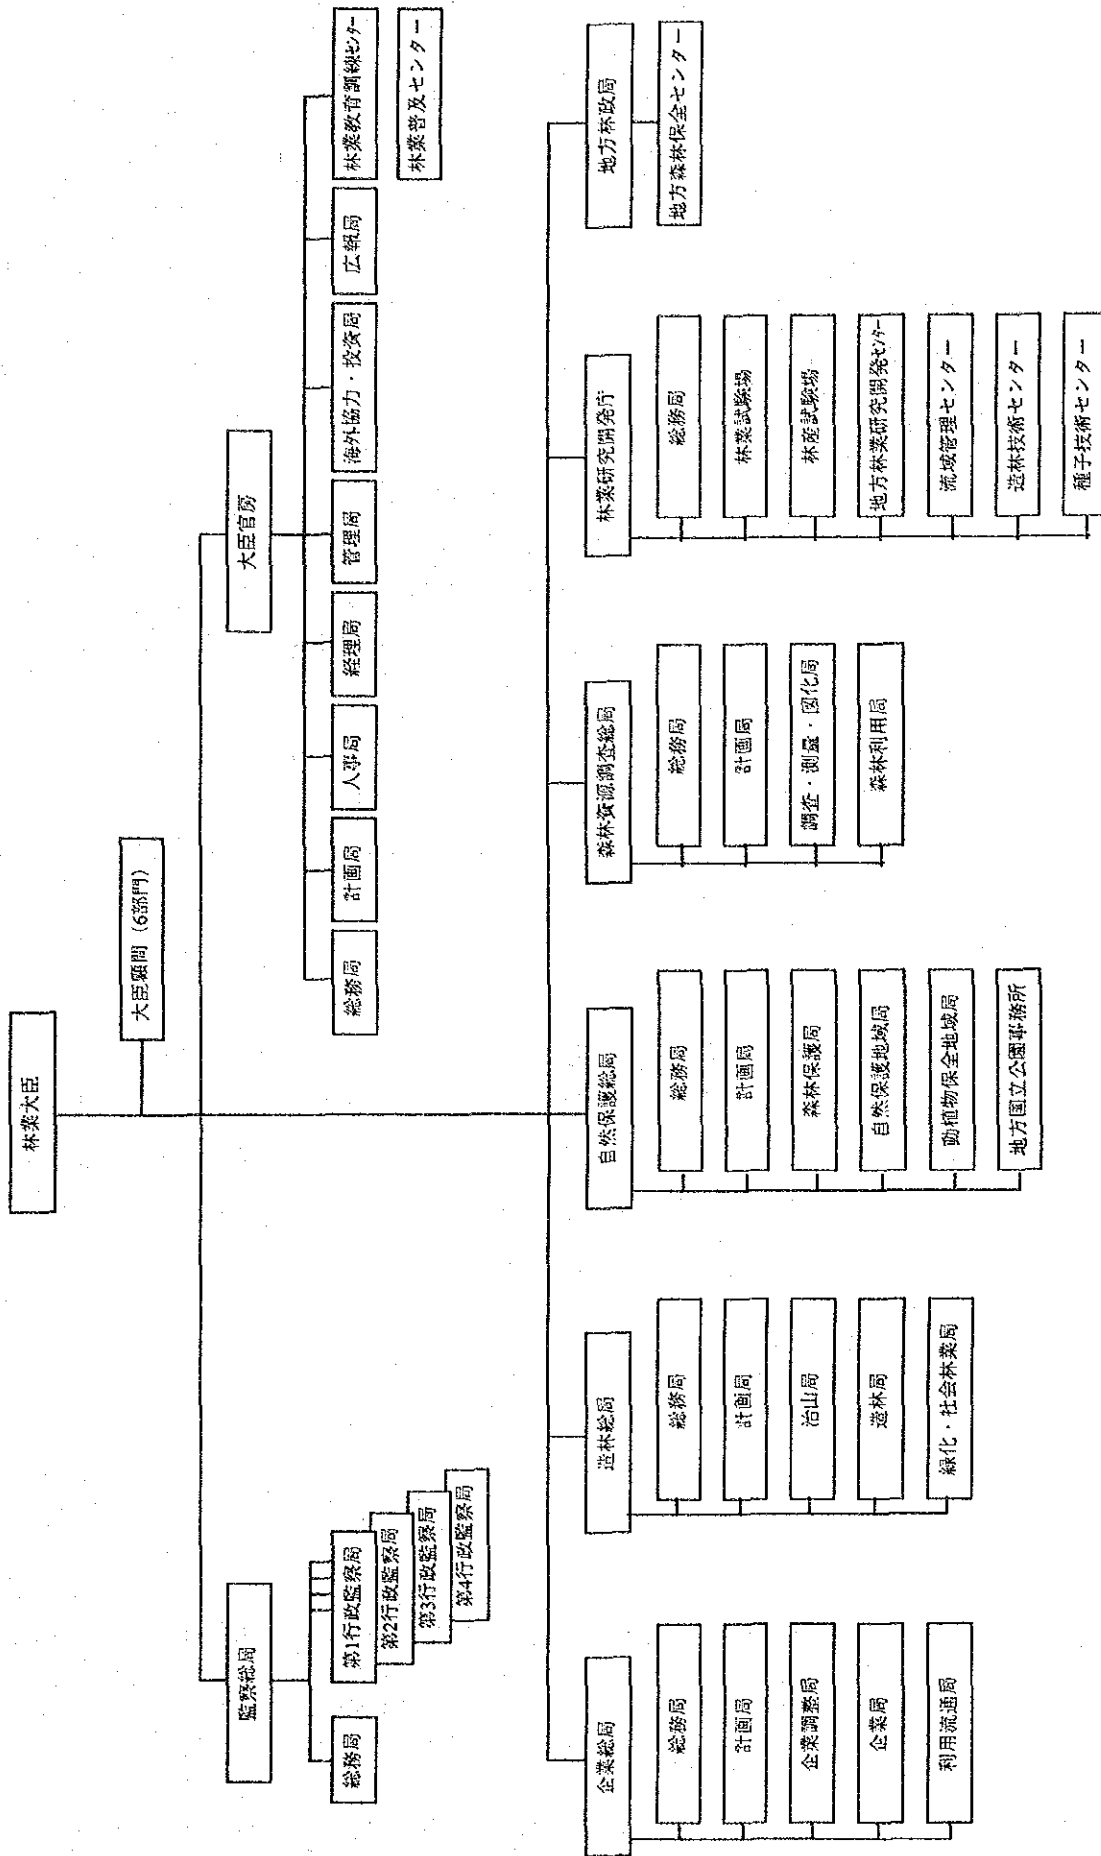 林業大臣
大臣顧問（6部門）
監察総局
総務局
第1行政監察局
第2行政監察局
第3行政監察局
第4行政監察局
大臣官房
総務局
計画局
人事局
経理局
管理局
海外協力・投資局
広報局
林業教育訓練センター
林業普及センター
企業総局
総務局
計画局
企業調整局
企業局
利用流通局
造林総局
総務局
計画局
治山局
造林局
緑化・社会林業局
自然保護総局
総務局
計画局
森林保護局
自然保護地域局
動植物保全地域局
地方国立公園事務所
森林資源調査総局
総務局
計画局
調査・測量・図化局
森林利用局
林業研究開発庁
総務局
林業試験場
林産試験場
地方林業研究開発センター
流域管理センター
造林技術センター
種子技術センター
地方林政局
地方森林保全センター